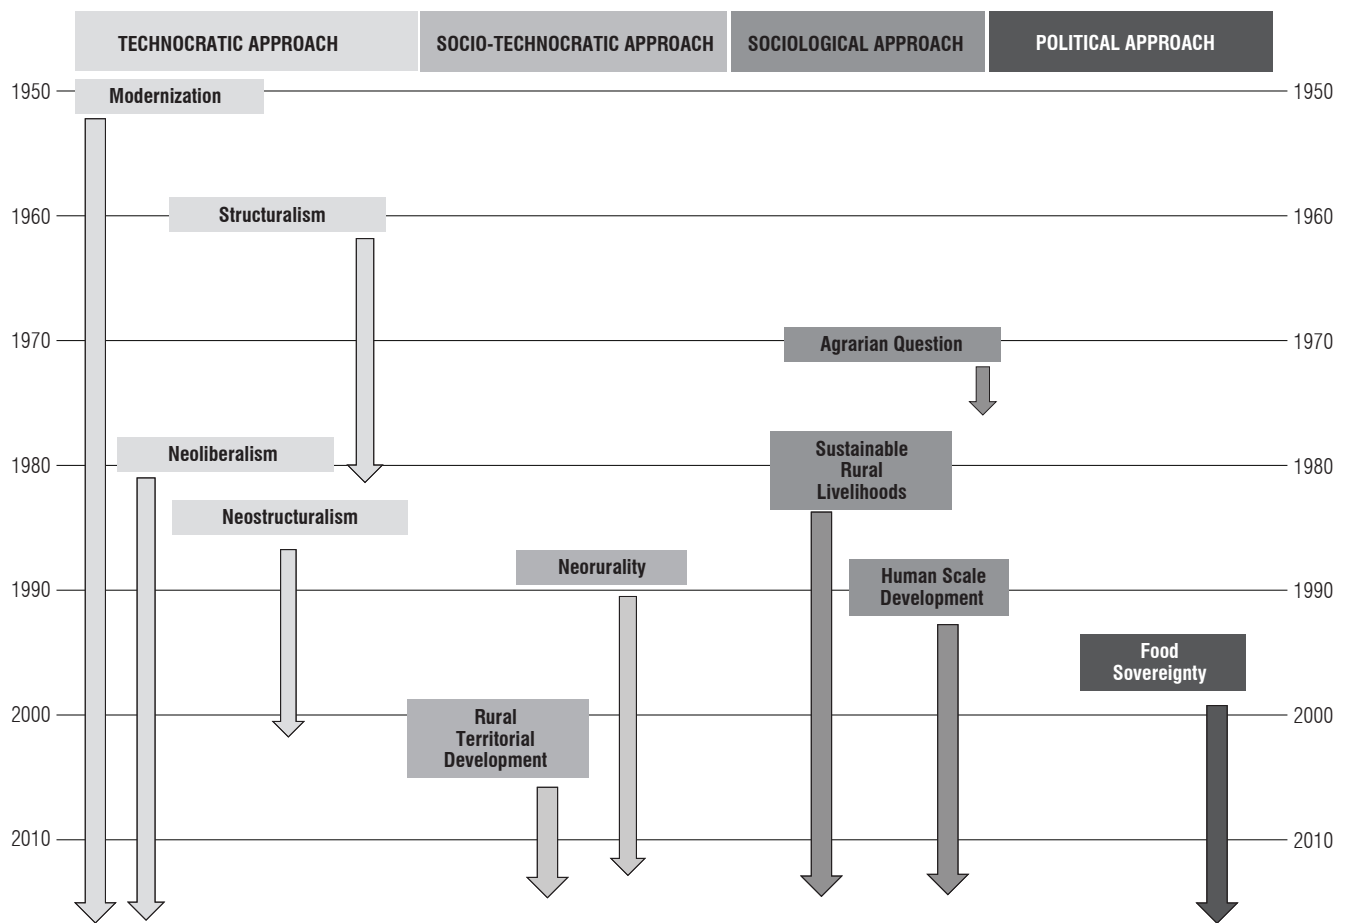 TECHNOCRATIC APPROACH
SOCIO-TECHNOCRATIC APPROACH
SOCIOLOGICAL APPROACH
POLITICAL APPROACH
1950
Modernization
1950
Structuralism
1960
1960
1970
Agrarian Question
1970
Neoliberalism
1980
Sustainable
Rural
Livelihoods
1980
Neostructuralism
Neorurality
1990
Human Scale
Development
1990
Food
Sovereignty
2000
Rural
Territorial
Development
2000
2010
2010